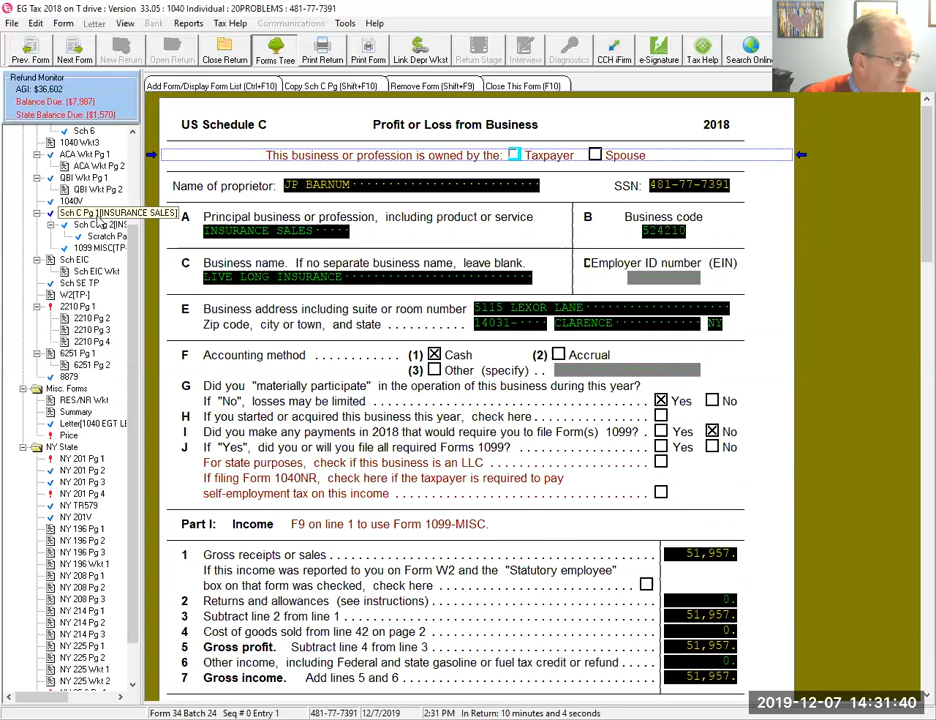 EG Tax 2018 on T drive : Version : 33.05 : 1040 Individual : 20PROBLEMS : 481-77-7391
File Edit Form Letter View Bank Reports Tax Help Communications Tools Help
Prev. Form Next Form New Return Open Return Close Return Forms Tree Print Return Print Form Link Depr Wkst Return Stage Interview Diagnostics CCH iFirm e-Signature Tax Help Search Online
Refund Monitor
AGI: $36,602
Balance Due: ($7,987)
State Balance Due: ($1,570)
Add Form/Display Form List (Ctrl+F10) Copy Sch C Pg (Shift+F10) Remove Form (Shift+F9) Close This Form (F10)
Sch 6
1040 Wkt3
ACA Wkt Pg 1
ACA Wkt Pg 2
QBI Wkt Pg 1
QBI Wkt Pg 2
1040V
Sch C Pg 1[INSURANCE SALES]
Sch C Pg 2[INS
Scratch Pa
1099 MISC[TP-
Sch EIC
Sch EIC Wkt
Sch SE TP
W2[TP-]
2210 Pg 1
2210 Pg 2
2210 Pg 3
2210 Pg 4
6251 Pg 1
6251 Pg 2
8879
Misc. Forms
RES/NR Wkt
Summary
Letter[1040 EGT LE
Price
NY State
NY 201 Pg 1
NY 201 Pg 2
NY 201 Pg 3
NY 201 Pg 4
NY TR579
NY 201V
NY 196 Pg 1
NY 196 Pg 2
NY 196 Pg 3
NY 196 Wkt 1
NY 208 Pg 1
NY 208 Pg 2
NY 208 Pg 3
NY 214 Pg 1
NY 214 Pg 2
NY 214 Pg 3
NY 225 Pg 1
NY 225 Pg 2
NY 225 Wkt 1
NY 225 Wkt 2
US Schedule C Profit or Loss from Business 2018
This business or profession is owned by the: Taxpayer Spouse
Name of proprietor: JP BARNUM SSN: 481-77-7391
A Principal business or profession, including product or service B Business code
INSURANCE SALES 524210
C Business name. If no separate business name, leave blank. D Employer ID number (EIN)
LIVE LONG INSURANCE
E Business address including suite or room number 5115 LEXOR LANE
Zip code, city or town, and state 14031- CLARENCE NY
F Accounting method (1) Cash (2) Accrual
(3) Other (specify)
G Did you "materially participate" in the operation of this business during this year?
If "No", losses may be limited Yes No
H If you started or acquired this business this year, check here
I Did you make any payments in 2018 that would require you to file Form(s) 1099? Yes No
J If "Yes", did you or will you file all required Forms 1099? Yes No
For state purposes, check if this business is an LLC
If filing Form 1040NR, check here if the taxpayer is required to pay
self-employment tax on this income
Part I: Income F9 on line 1 to use Form 1099-MISC.
1 Gross receipts or sales 51,957.
If this income was reported to you on Form W2 and the "Statutory employee"
box on that form was checked, check here
2 Returns and allowances (see instructions) 0.
3 Subtract line 2 from line 1 51,957.
4 Cost of goods sold from line 42 on page 2 0.
5 Gross profit. Subtract line 4 from line 3 51,957.
6 Other income, including Federal and state gasoline or fuel tax credit or refund 0.
7 Gross income. Add lines 5 and 6 51,957.
Form 34 Batch 24 Seq # 0 Entry 1 481-77-7391 12/7/2019 2:31 PM In Return: 10 minutes and 4 seconds
2019-12-07 14:31:40